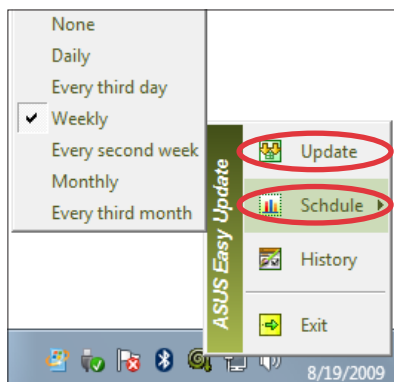 None
Daily
Every third day
Weekly
Every second week
Monthly
Every third month
ASUS Easy Update
Update
Schdule
History
Exit
8/19/2009